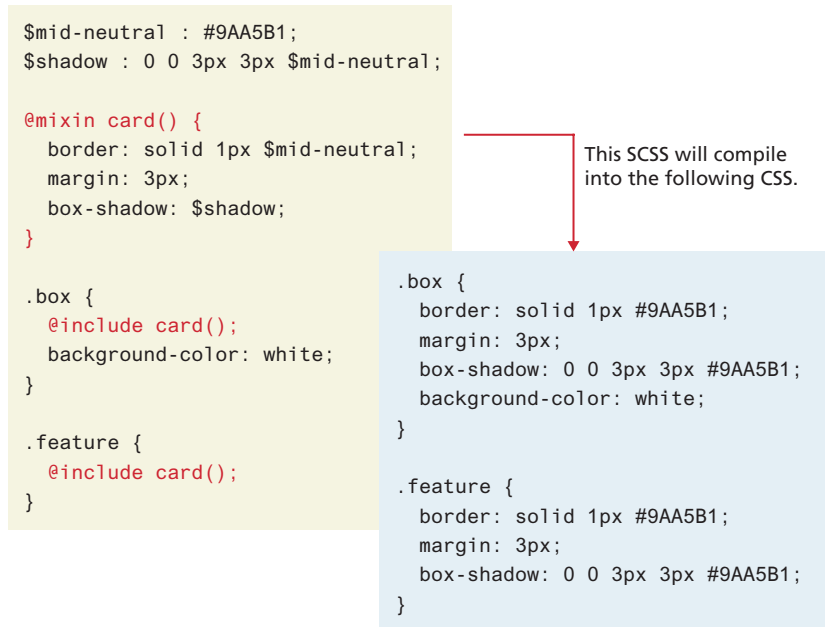 $mid-neutral : #9AA5B1;
$shadow : 0 0 3px 3px $mid-neutral;

@mixin card() {
  border: solid 1px $mid-neutral;
  margin: 3px;
  box-shadow: $shadow;
}

.box {
  @include card();
  background-color: white;
}

.feature {
  @include card();
}

This SCSS will compile
into the following CSS.

.box {
  border: solid 1px #9AA5B1;
  margin: 3px;
  box-shadow: 0 0 3px 3px #9AA5B1;
  background-color: white;
}

.feature {
  border: solid 1px #9AA5B1;
  margin: 3px;
  box-shadow: 0 0 3px 3px #9AA5B1;
}